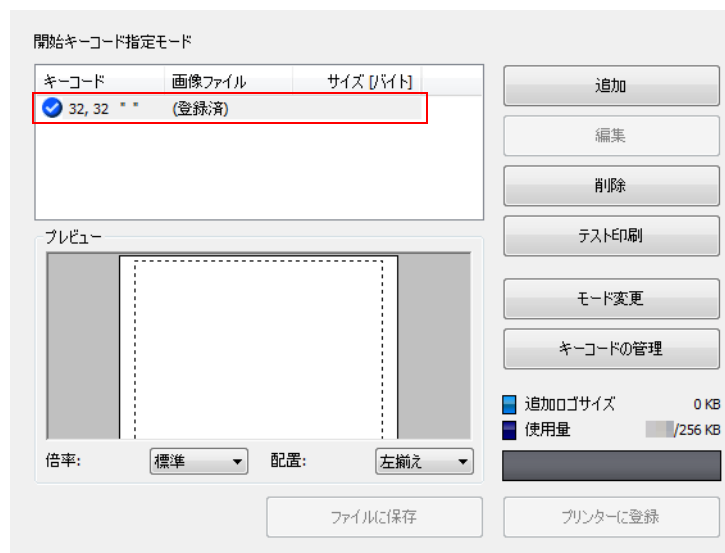 開始キーコード指定モード
キーコード 画像ファイル サイズ [バイト]
32, 32 " " (登録済)
追加
編集
削除
テスト印刷
モード変更
キーコードの管理
プレビュー
倍率: 標準 配置: 左揃え
追加ロゴサイズ 0 KB
使用量 /256 KB
ファイルに保存
プリンターに登録